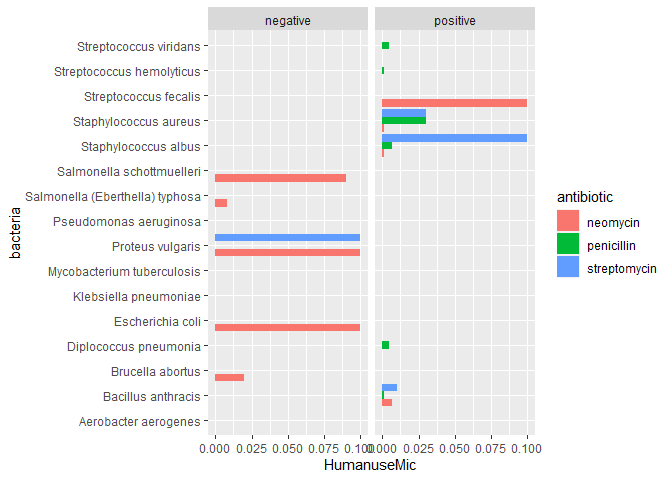 negative positive
Streptococcus viridans
Streptococcus hemolyticus
Streptococcus fecalis
Staphylococcus aureus
Staphylococcus albus
Salmonella schottmuelleri
Salmonella (Eberthella) typhosa
Pseudomonas aeruginosa
Proteus vulgaris
Mycobacterium tuberculosis
Klebsiella pneumoniae
Escherichia coli
Diplococcus pneumonia
Brucella abortus
Bacillus anthracis
Aerobacter aerogenes
bacteria
0.000 0.025 0.050 0.075 0.100 0.000 0.025 0.050 0.075 0.100
HumanuseMic
antibiotic
neomycin
penicillin
streptomycin